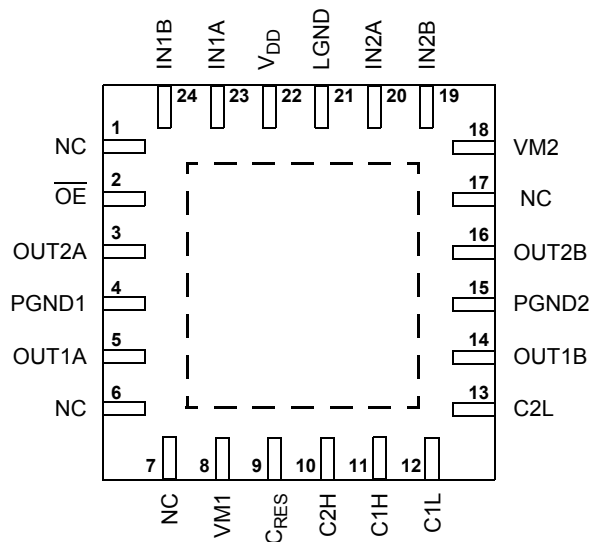 IN1B IN1A VDD LGND IN2A IN2B
24 23 22 21 20 19
1 NC
2 OE
3 OUT2A
4 PGND1
5 OUT1A
6 NC
18 VM2
17 NC
16 OUT2B
15 PGND2
14 OUT1B
13 C2L
7 8 9 10 11 12
NC VM1 CRES C2H C1H C1L